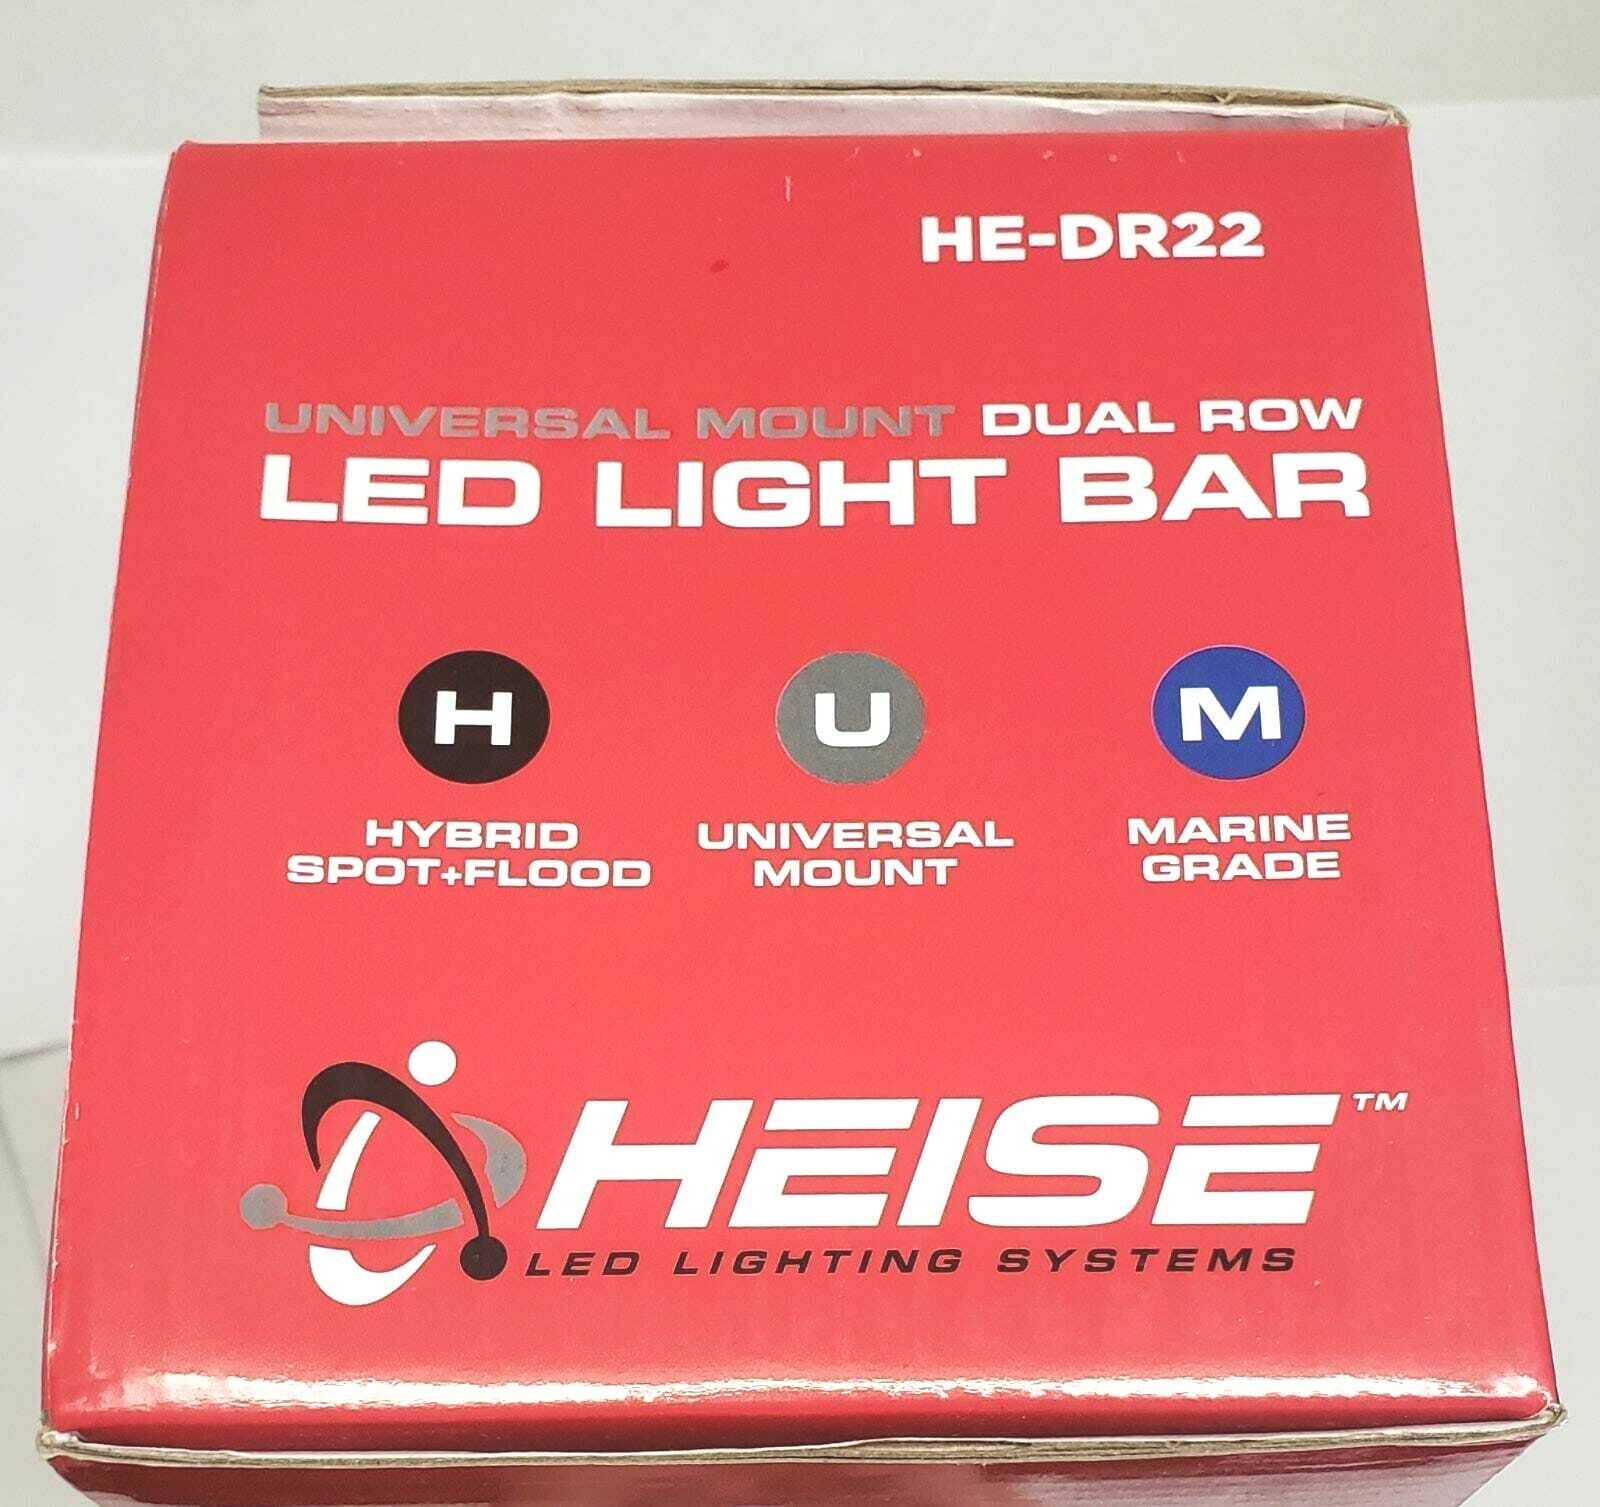 HE-DR22
UNIVERSAL MOUNT DUAL ROW
LED LIGHT BAR
H
HYBRID
SPOT+FLOOD
U
UNIVERSAL
MOUNT
M
MARINE
GRADE
HEISE™
LED LIGHTING SYSTEMS